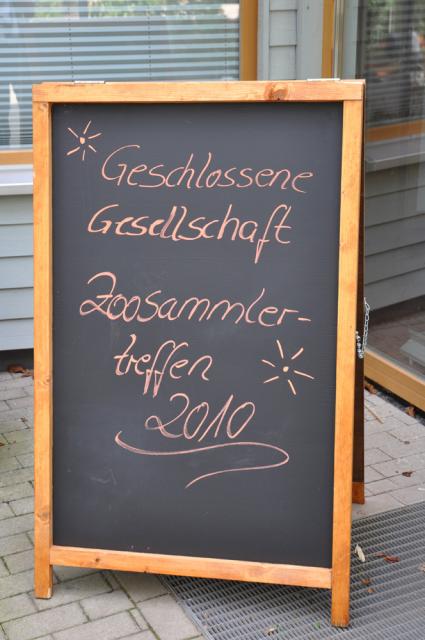 Geschlossene
Gesellschaft
Zoosammler-
treffen
2010